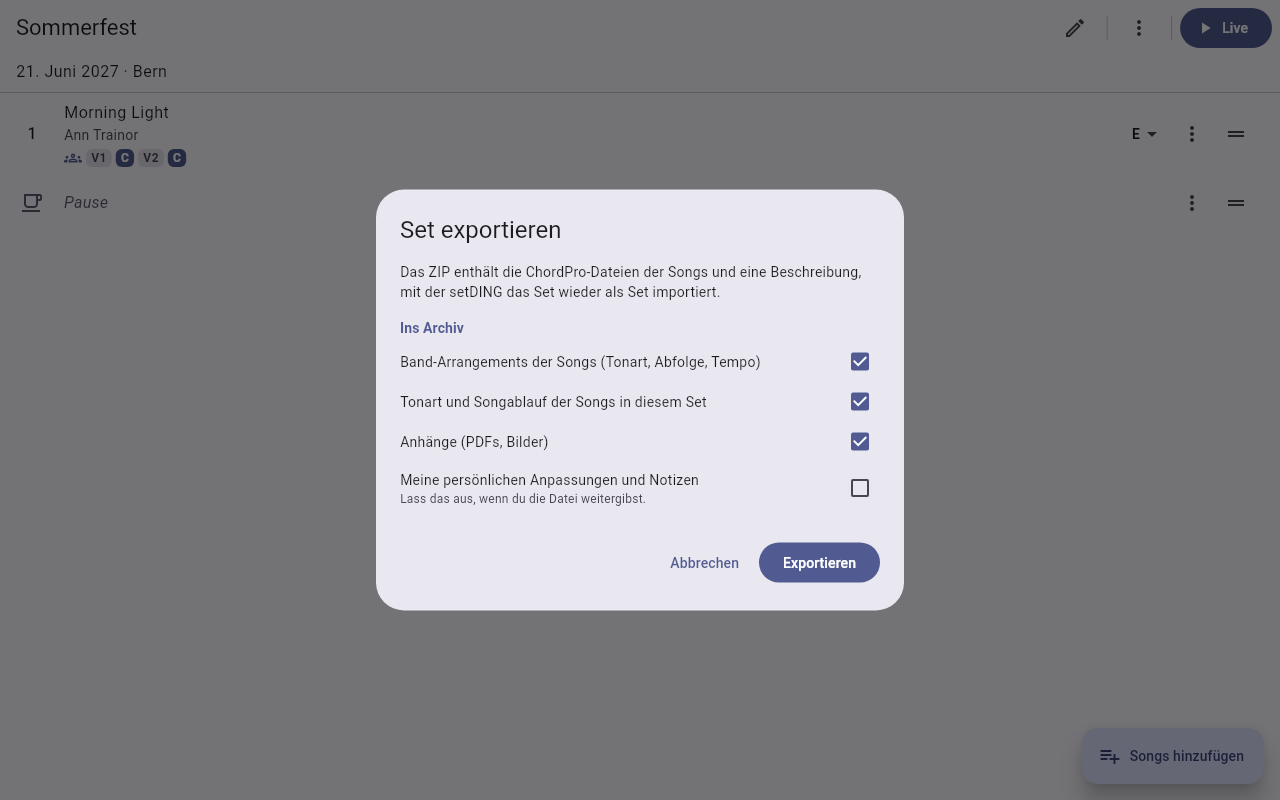 Sommerfest
Live
21. Juni 2027 · Bern
1
Morning Light
Ann Trainor
V1 C V2 C
E
Pause
Set exportieren
Das ZIP enthält die ChordPro-Dateien der Songs und eine Beschreibung,
mit der setDING das Set wieder als Set importiert.
Ins Archiv
Band-Arrangements der Songs (Tonart, Abfolge, Tempo)
Tonart und Songablauf der Songs in diesem Set
Anhänge (PDFs, Bilder)
Meine persönlichen Anpassungen und Notizen
Lass das aus, wenn du die Datei weitergibst.
Abbrechen
Exportieren
Songs hinzufügen